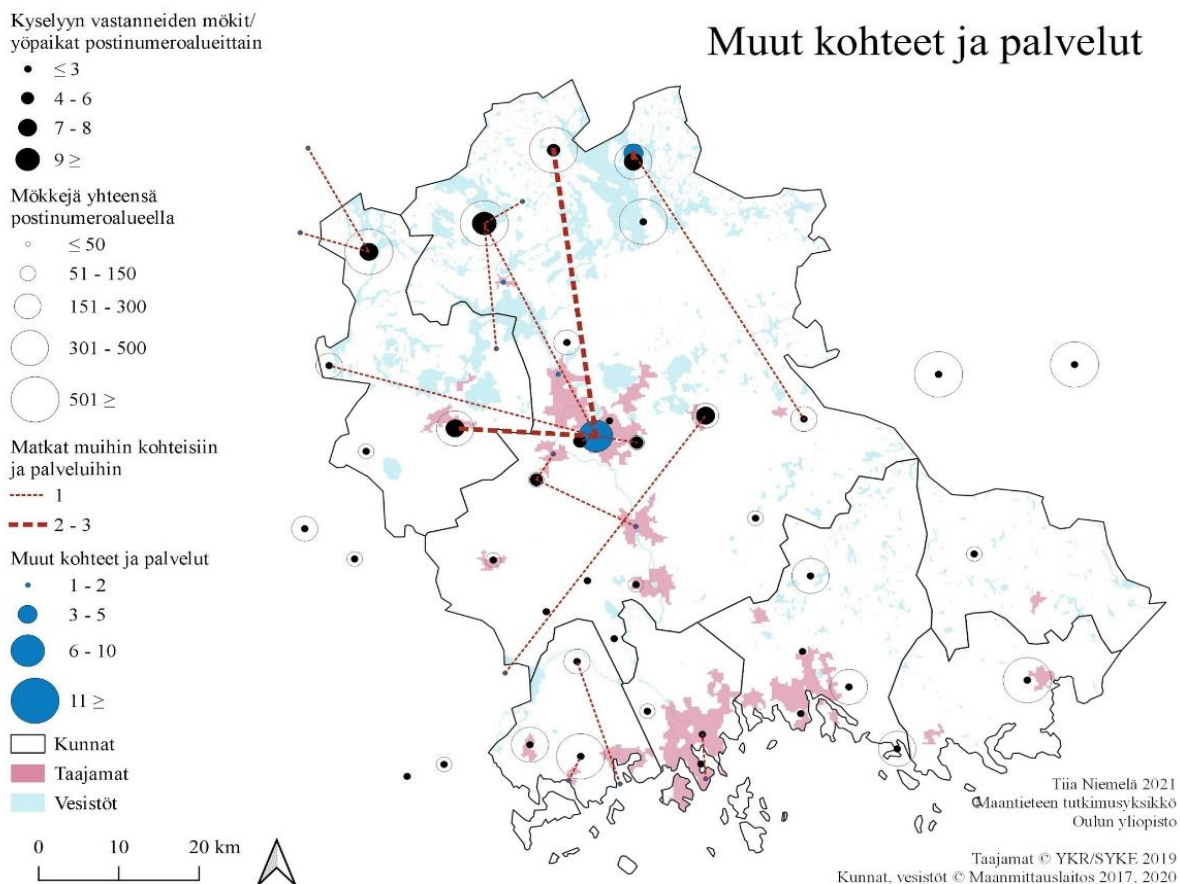 Muut kohteet ja palvelut
Kyselyyn vastanneiden mökit/
yöpaikat postinumeroalueittain
≤ 3
4 - 6
7 - 8
9 ≥
Mökkejä yhteensä
postinumeroalueella
≤ 50
51 - 150
151 - 300
301 - 500
501 ≥
Matkat muihin kohteisiin
ja palveluihin
1
2 - 3
Muut kohteet ja palvelut
1 - 2
3 - 5
6 - 10
11 ≥
Kunnat
Taajamat
Vesistöt
0 10 20 km
Tiia Niemelä 2021
Maantieteen tutkimusyksikkö
Oulun yliopisto
Taajamat © YKR/SYKE 2019
Kunnat, vesistöt © Maanmittauslaitos 2017, 2020